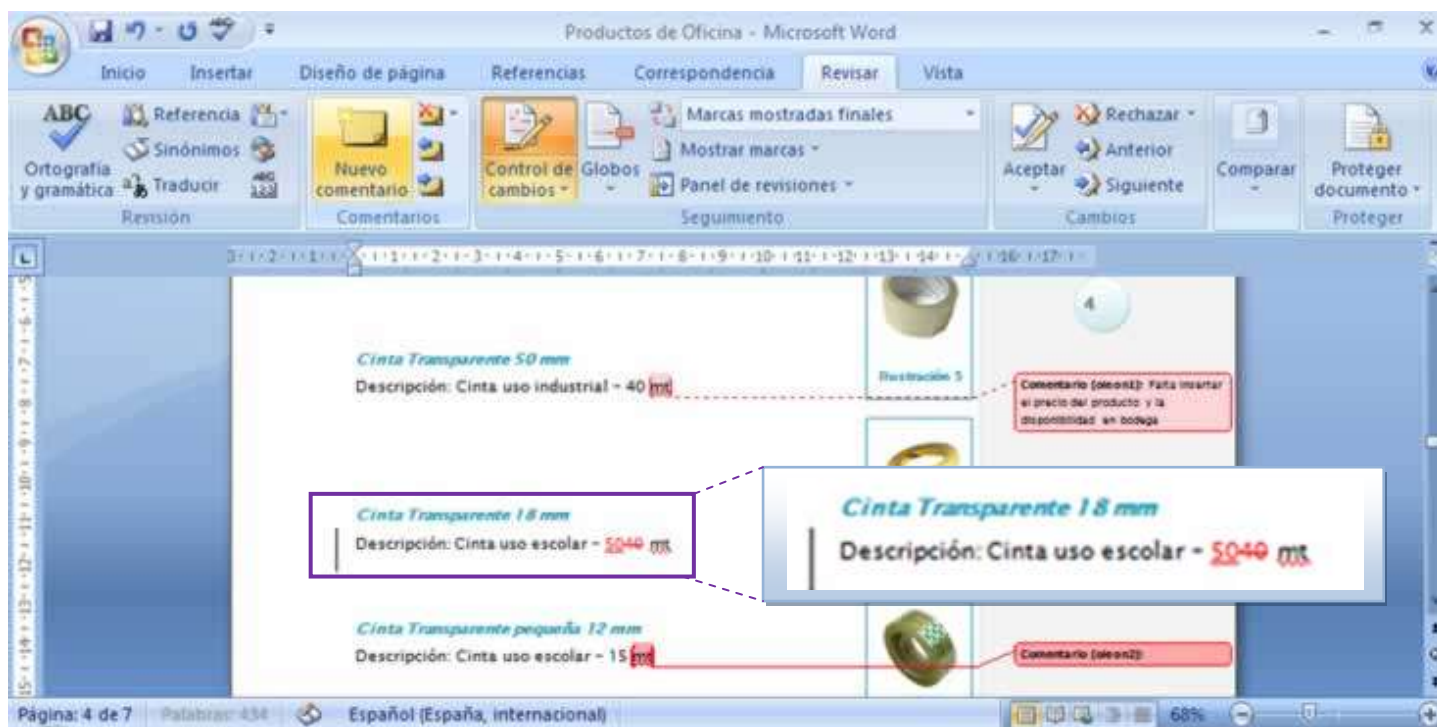 Productos de Oficina - Microsoft Word
Inicio Insertar Diseño de página Referencias Correspondencia Revisar Vista
ABC Ortografía y gramática
Referencia
Sinónimos
Traducir
Revisión
Nuevo comentario
Comentarios
Control de cambios
Globos
Marcas mostradas finales
Mostrar marcas
Panel de revisiones
Seguimiento
Aceptar
Rechazar
Anterior
Siguiente
Cambios
Comparar
Proteger documento
Proteger
4
Cinta Transparente 50 mm
Descripción: Cinta uso industrial - 40 mt
Ilustración 5
Comentario [oleon1]: Falta insertar
el precio del producto y la
disponibilidad en bodega
Cinta Transparente 18 mm
Descripción: Cinta uso escolar - 5040 mt
Cinta Transparente 18 mm
Descripción: Cinta uso escolar - 5040 mt
Cinta Transparente pequeña 12 mm
Descripción: Cinta uso escolar - 15 mt
Comentario [oleon2]:
Página: 4 de 7 Palabras: 434 Español (España, internacional) 68%